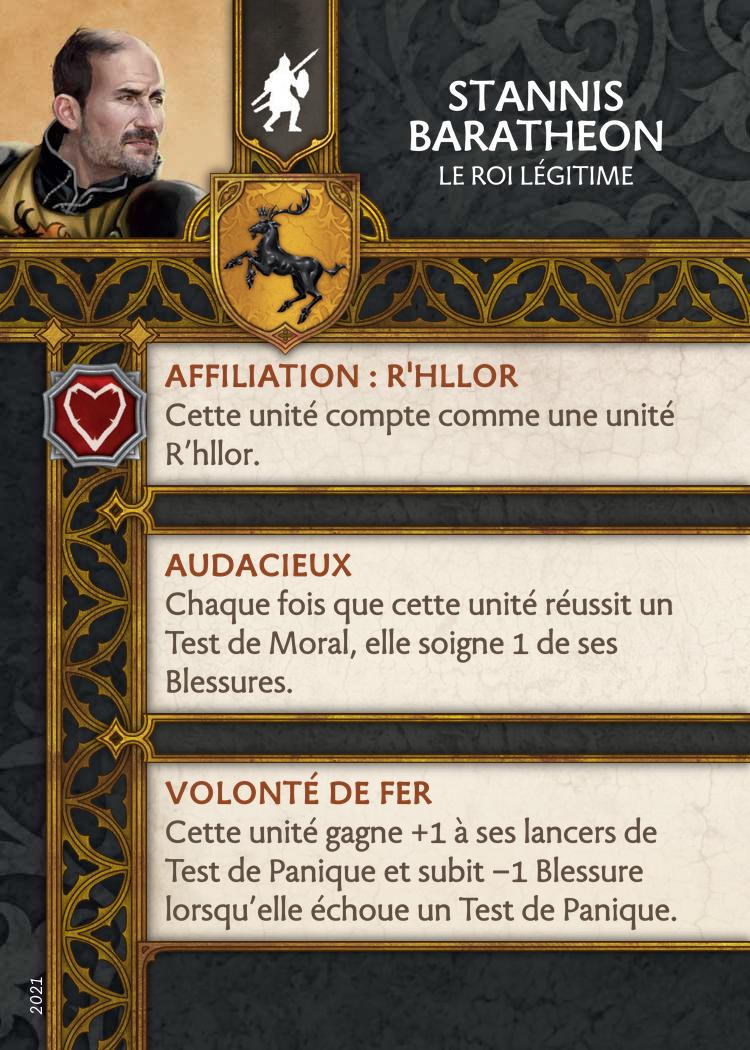 STANNIS
BARATHEON
LE ROI LÉGITIME
AFFILIATION : R'HLLOR
Cette unité compte comme une unité
R'hllor.
AUDACIEUX
Chaque fois que cette unité réussit un
Test de Moral, elle soigne 1 de ses
Blessures.
VOLONTÉ DE FER
Cette unité gagne +1 à ses lancers de
Test de Panique et subit −1 Blessure
lorsqu'elle échoue un Test de Panique.
2021